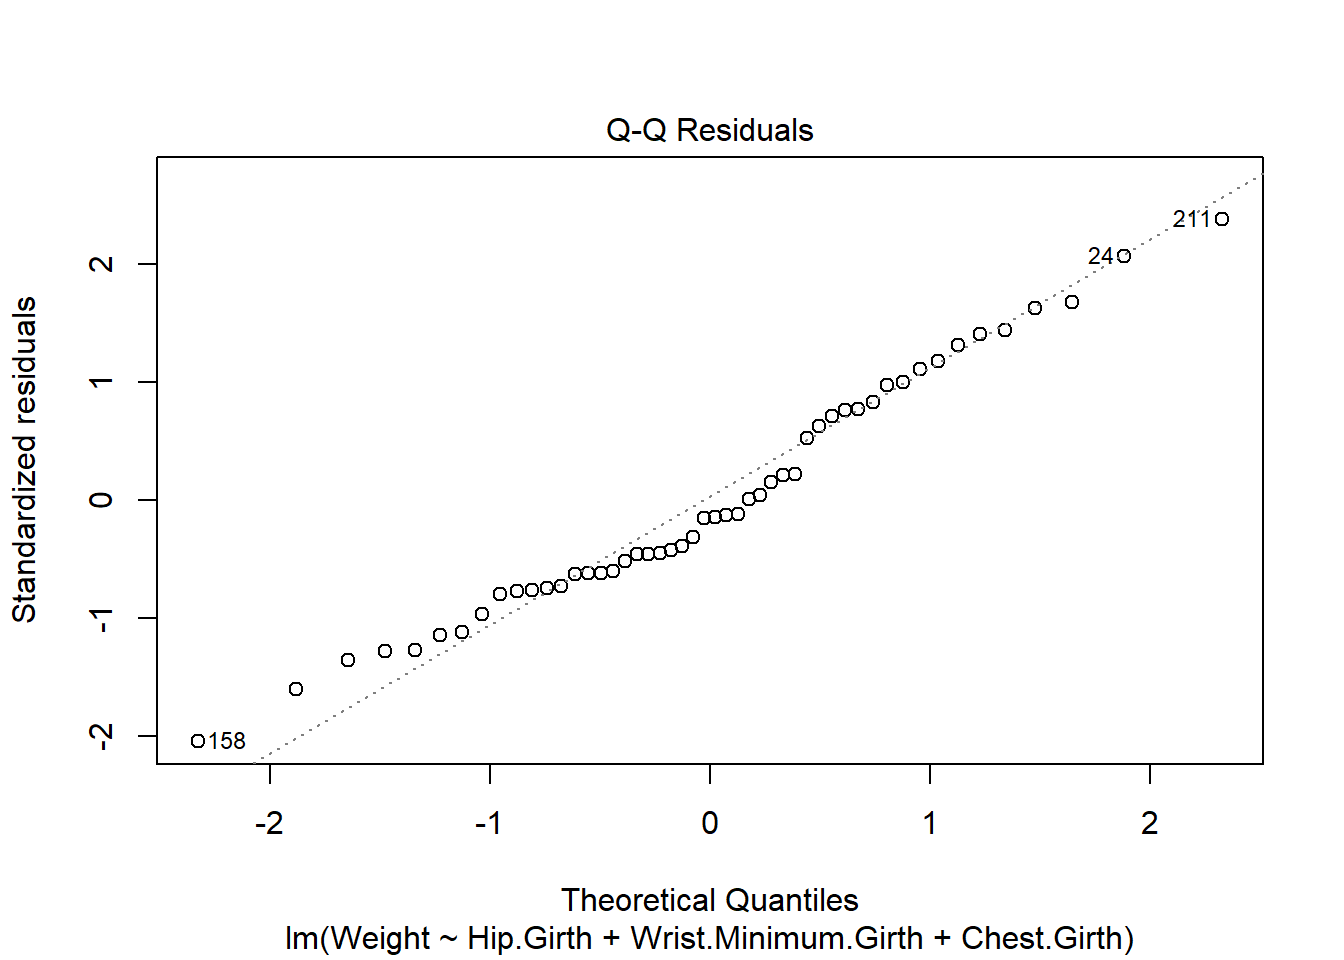 Q-Q Residuals
Standardized residuals
2
1
0
-1
-2
211
24
158
-2 -1 0 1 2
Theoretical Quantiles
lm(Weight ~ Hip.Girth + Wrist.Minimum.Girth + Chest.Girth)